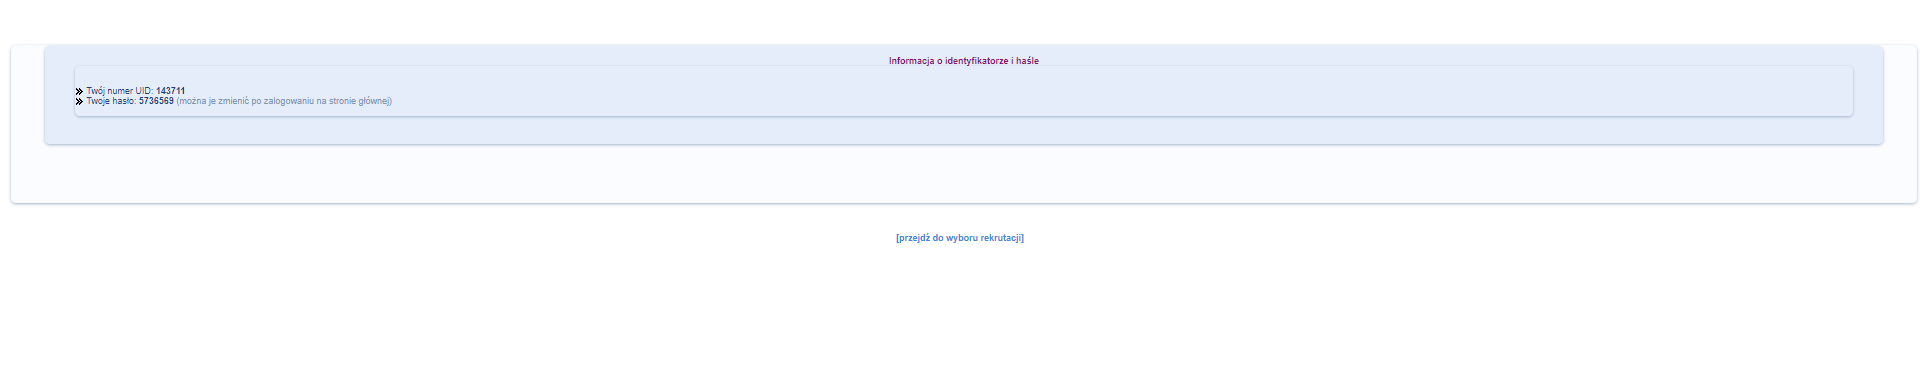 Informacja o identyfikatorze i haśle
Twój numer UID: 143711
Twoje hasło: 5736569 (można je zmienić po zalogowaniu na stronie głównej)
[przejdź do wyboru rekrutacji]